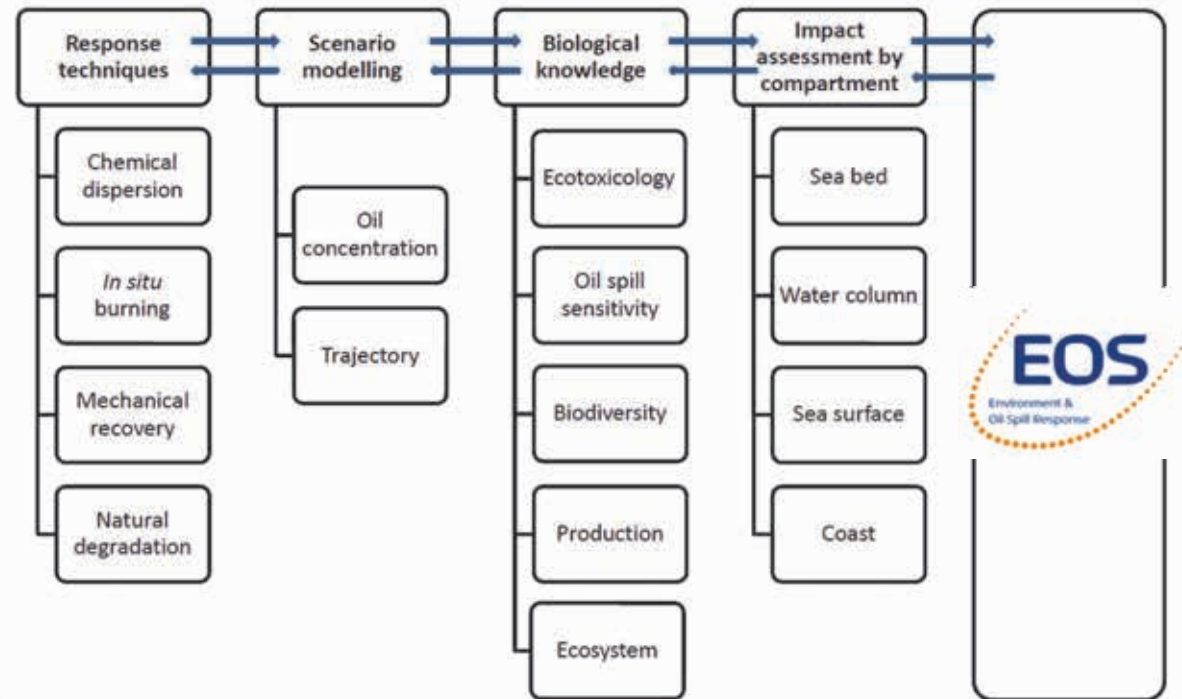 Response
techniques
Scenario
modelling
Biological
knowledge
Impact
assessment by
compartment
Chemical
dispersion
In situ
burning
Mechanical
recovery
Natural
degradation
Oil
concentration
Trajectory
Ecotoxicology
Oil spill
sensitivity
Biodiversity
Production
Ecosystem
Sea bed
Water column
Sea surface
Coast
EOS
Environment &
Oil Spill Response